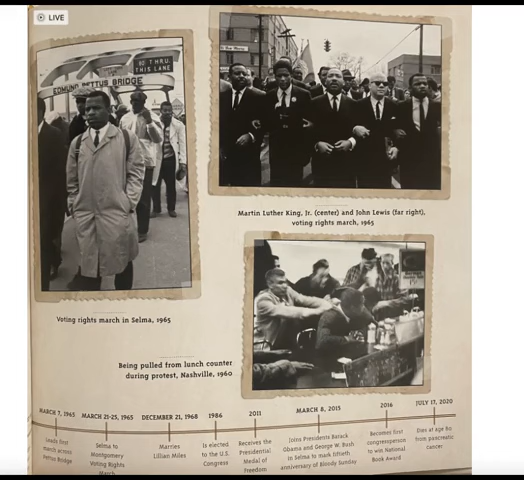 LIVE
90 THRU
THIS LANE
EDMUND PETTUS BRIDGE
Martin Luther King, Jr. (center) and John Lewis (far right),
voting rights march, 1965
Voting rights march in Selma, 1965
Being pulled from lunch counter
during protest, Nashville, 1960
MARCH 7, 1965
Leads first
march across
Pettus Bridge
MARCH 21-25, 1965
Selma to
Montgomery
Voting Rights
March
DECEMBER 21, 1968
Marries
Lillian Miles
1986
Is elected
to the U.S.
Congress
2011
Receives the
Presidential
Medal of
Freedom
MARCH 8, 2015
Joins Presidents Barack
Obama and George W. Bush
in Selma to mark fiftieth
anniversary of Bloody Sunday
2016
Becomes first
congressperson
to win National
Book Award
JULY 17, 2020
Dies at age 80
from pancreatic
cancer